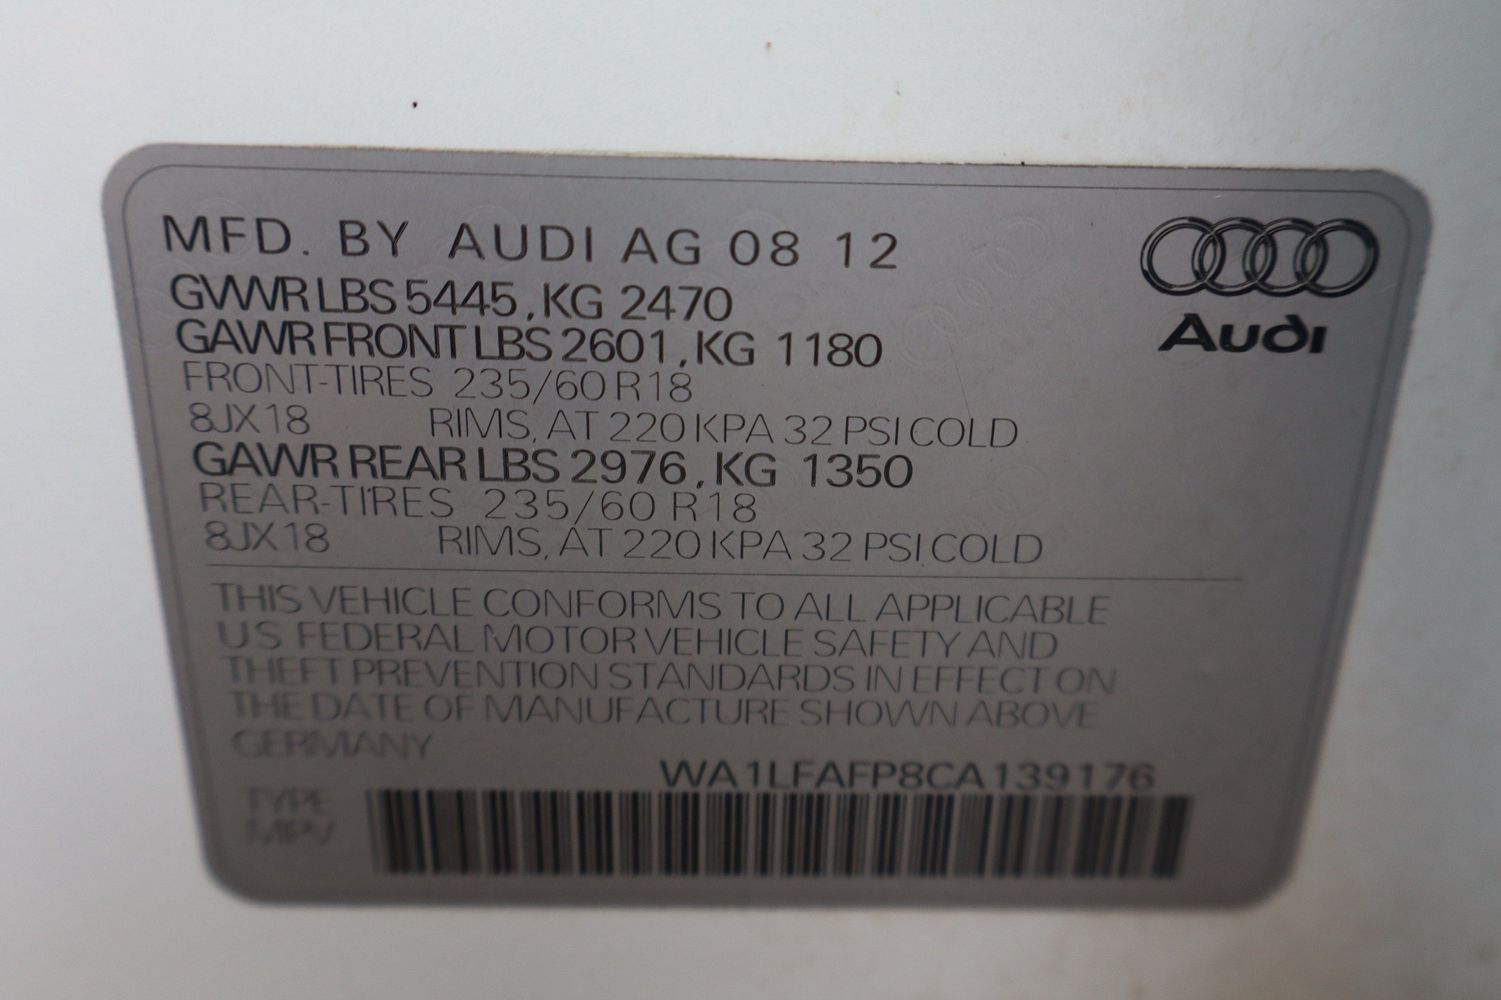 MFD. BY AUDI AG 08 12
GVWR LBS 5445, KG 2470
GAWR FRONT LBS 2601, KG 1180
FRONT-TIRES 235/60 R18
8JX18 RIMS, AT 220 KPA 32 PSI COLD
GAWR REAR LBS 2976, KG 1350
REAR-TIRES 235/60 R18
8JX18 RIMS, AT 220 KPA 32 PSI COLD
Audi
THIS VEHICLE CONFORMS TO ALL APPLICABLE
US FEDERAL MOTOR VEHICLE SAFETY AND
THEFT PREVENTION STANDARDS IN EFFECT ON
THE DATE OF MANUFACTURE SHOWN ABOVE
GERMANY
WA1LFAFP8CA139176
TYPE
MPV